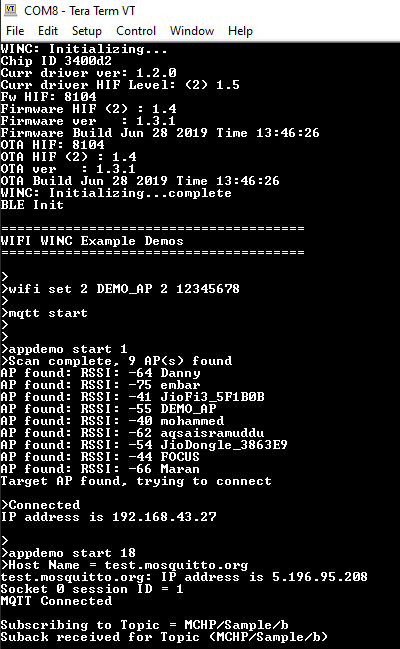 COM8 - Tera Term VT
File Edit Setup Control Window Help
WINC: Initializing...
Chip ID 3400d2
Curr driver ver: 1.2.0
Curr driver HIF Level: (2) 1.5
Fw HIF: 8104
Firmware HIF (2) : 1.4
Firmware ver   : 1.3.1
Firmware Build Jun 28 2019 Time 13:46:26
OTA HIF: 8104
OTA HIF (2) : 1.4
OTA ver   : 1.3.1
OTA Build Jun 28 2019 Time 13:46:26
WINC: Initializing...complete
BLE Init
=======================================
WIFI WINC Example Demos
=======================================
>
>wifi set 2 DEMO_AP 2 12345678
>
>mqtt start
>
>
>appdemo start 1
>Scan complete, 9 AP(s) found
AP found: RSSI: -64 Danny
AP found: RSSI: -75 embar
AP found: RSSI: -41 JioFi3_5F1B0B
AP found: RSSI: -55 DEMO_AP
AP found: RSSI: -40 mohammed
AP found: RSSI: -62 aqsaisramuddu
AP found: RSSI: -54 JioDongle_3863E9
AP found: RSSI: -44 FOCUS
AP found: RSSI: -66 Maran
Target AP found, trying to connect
>Connected
IP address is 192.168.43.27
>
>appdemo start 18
>Host Name = test.mosquitto.org
test.mosquitto.org: IP address is 5.196.95.208
Socket 0 session ID = 1
MQTT Connected
Subscribing to Topic = MCHP/Sample/b
Suback received for Topic (MCHP/Sample/b)